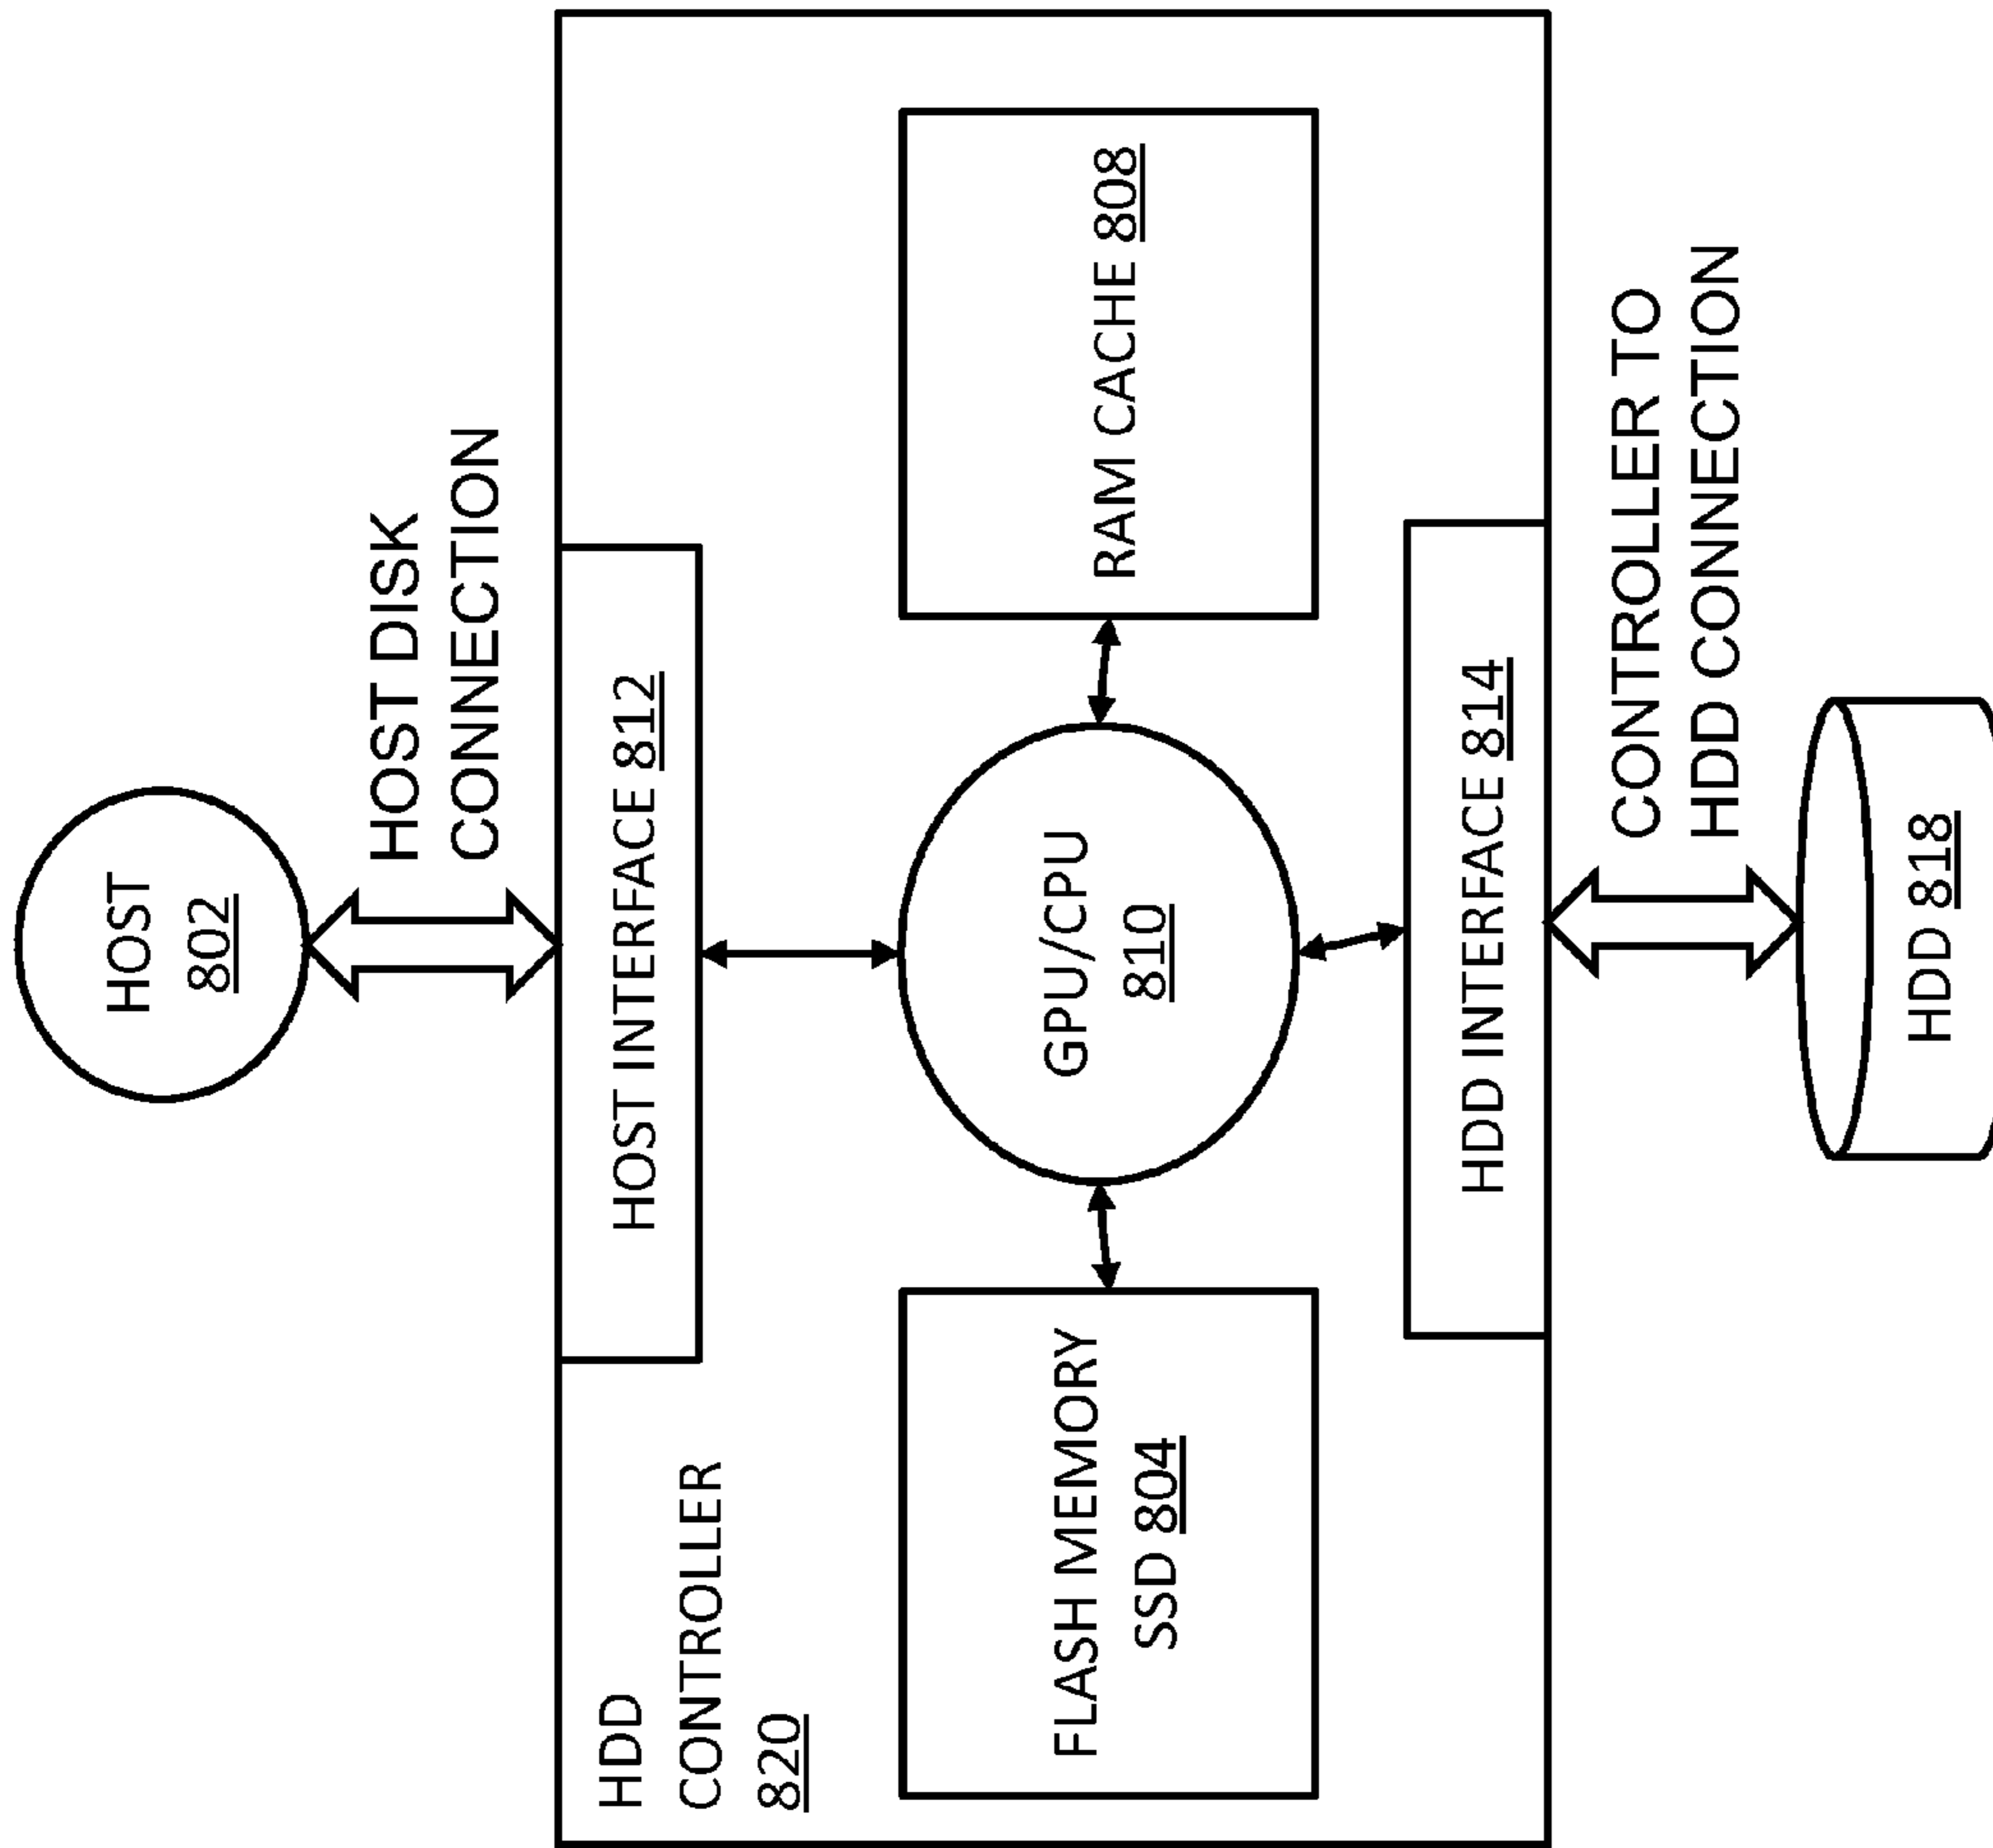 HOST
802
HOST DISK
CONNECTION
HDD
CONTROLLER
820
HOST INTERFACE 812
FLASH MEMORY
SSD 804
GPU/CPU
810
RAM CACHE 808
HDD INTERFACE 814
CONTROLLER TO
HDD CONNECTION
HDD 818